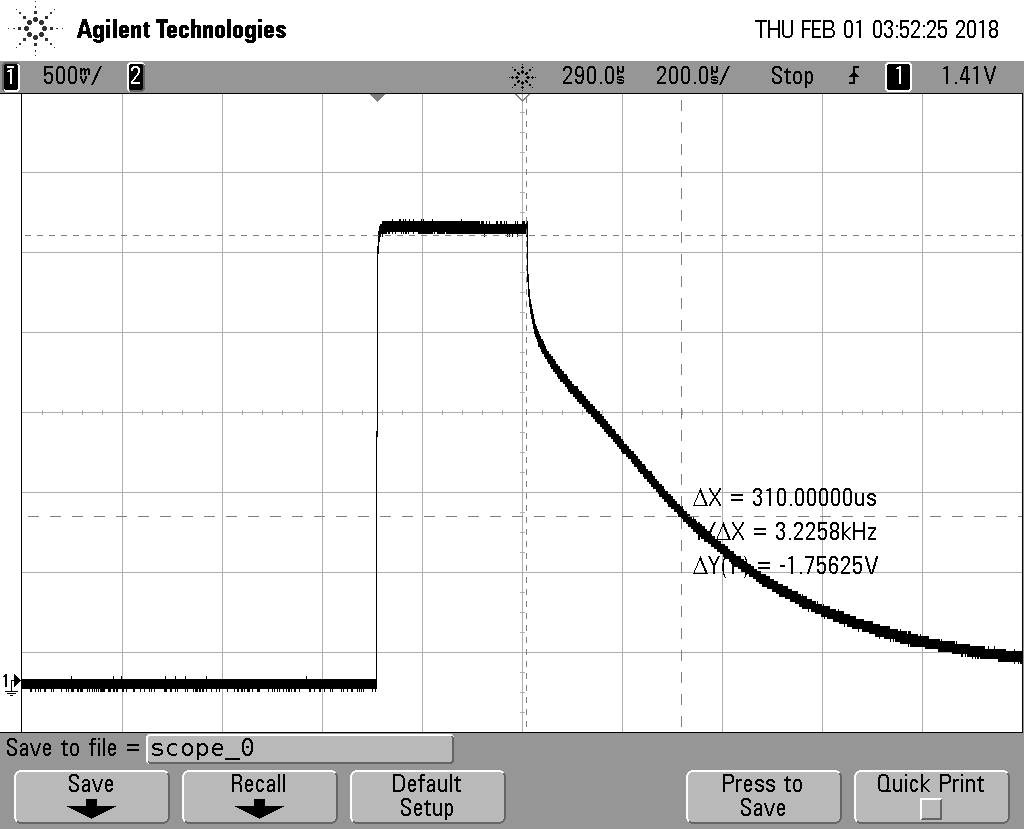 Agilent Technologies THU FEB 01 03:52:25 2018
1 500mV/ 2 290.0us 200.0us/ Stop 1 1.41V
ΔX = 310.00000us
1/ΔX = 3.2258kHz
ΔY(1) = -1.75625V
1
Save to file = scope_0
Save Recall Default Setup Press to Save Quick Print